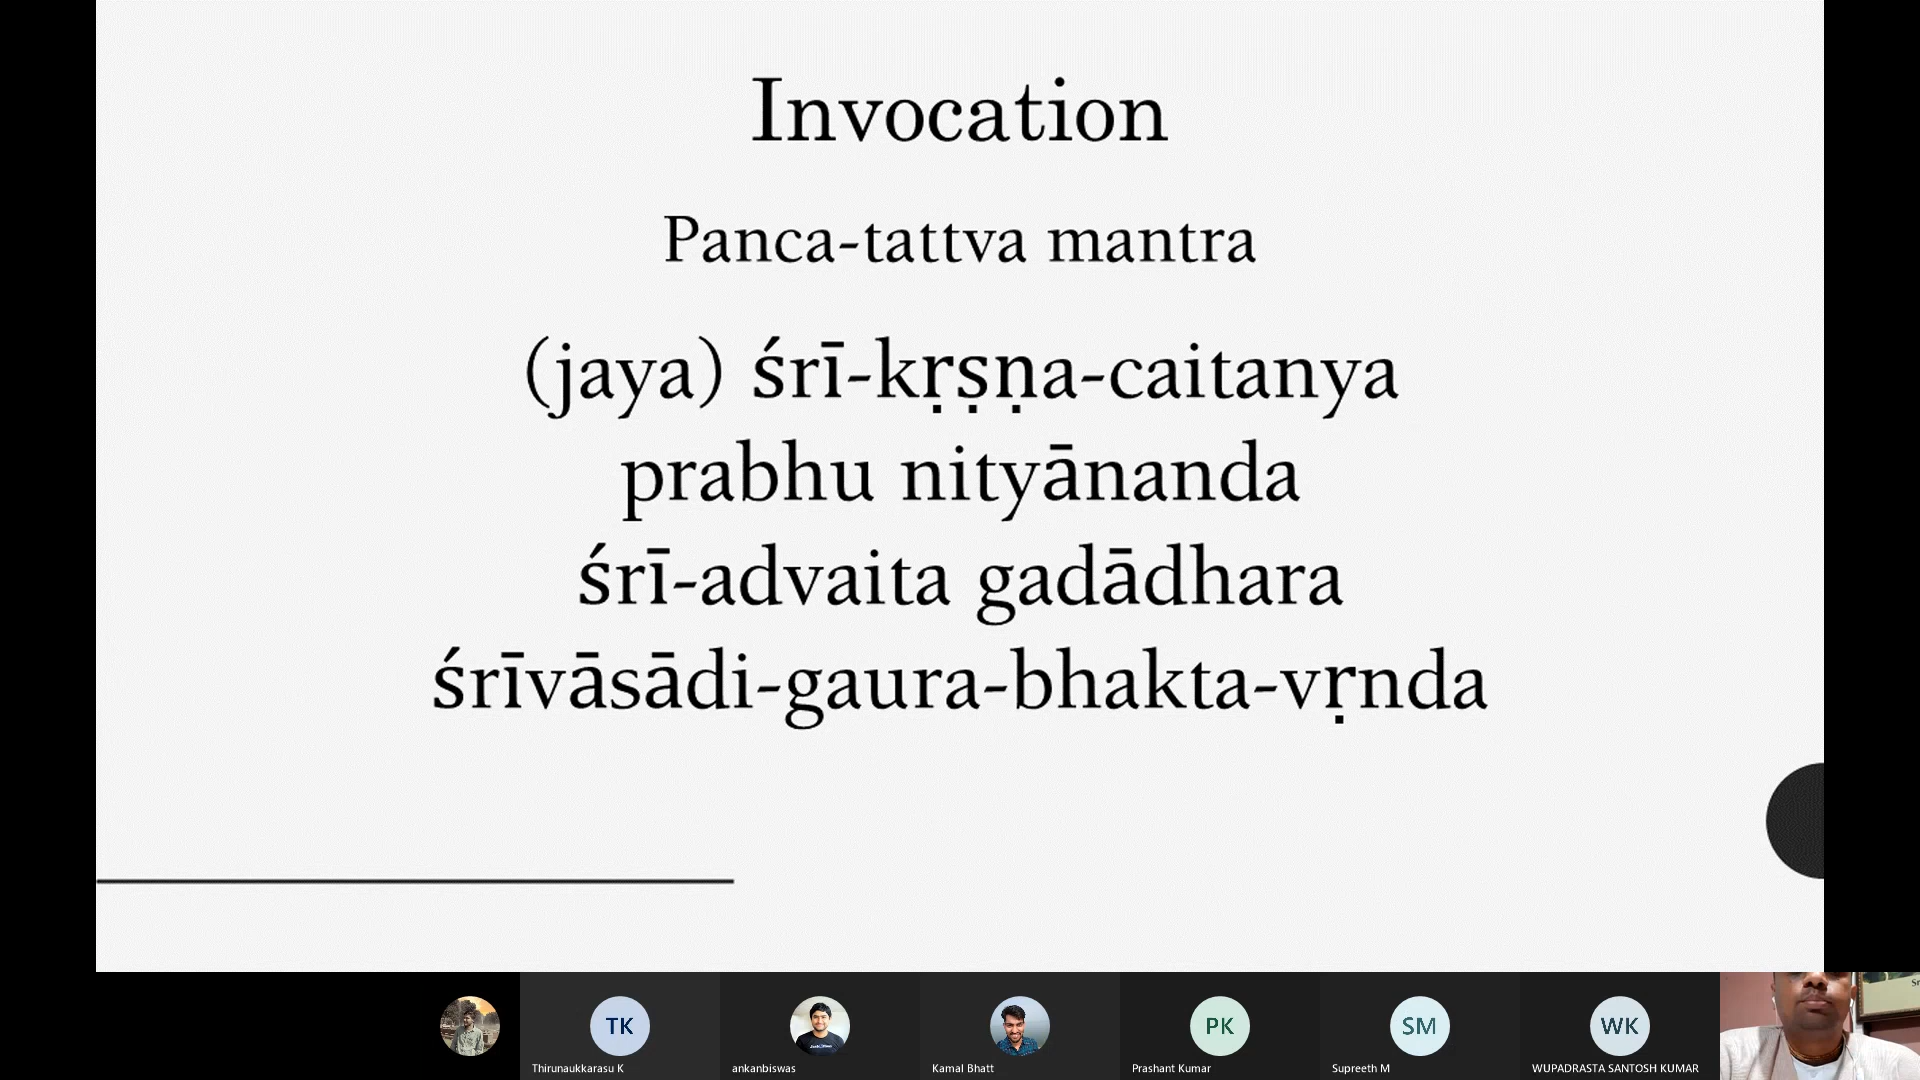 Invocation
Panca-tattva mantra
(jaya) śrī-kṛṣṇa-caitanya
prabhu nityānanda
śrī-advaita gadādhara
śrīvāsādi-gaura-bhakta-vṛnda
TK
PK
SM
WK
Thirunaukkarasu K
ankanbiswas
Kamal Bhatt
Prashant Kumar
Supreeth M
WUPADRASTA SANTOSH KUMAR